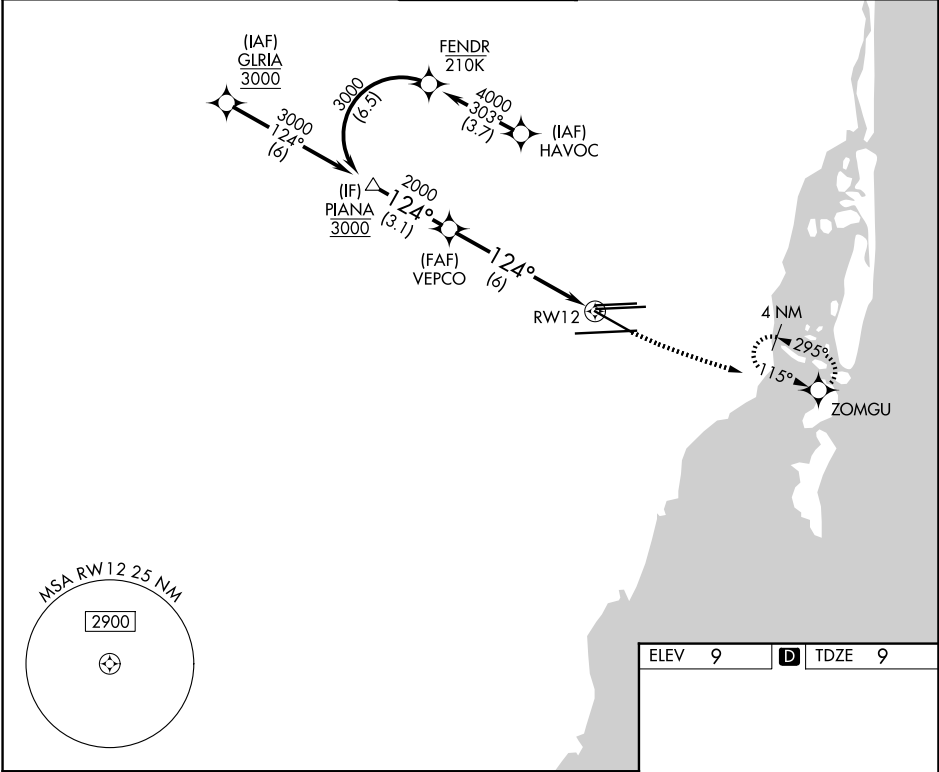 (IAF)
GLRIA
3000
FENDR
210K
3000
(6.5)
4000
303°
(3.7)
(IAF)
HAVOC
3000
124°
(6)
(IF)
PIANA
3000
2000
124°
(3.1)
(FAF)
VEPCO
124°
(6)
RW12
4 NM
295°
115°
ZOMGU
MSA RW12 25 NM
2900
ELEV 9 D TDZE 9